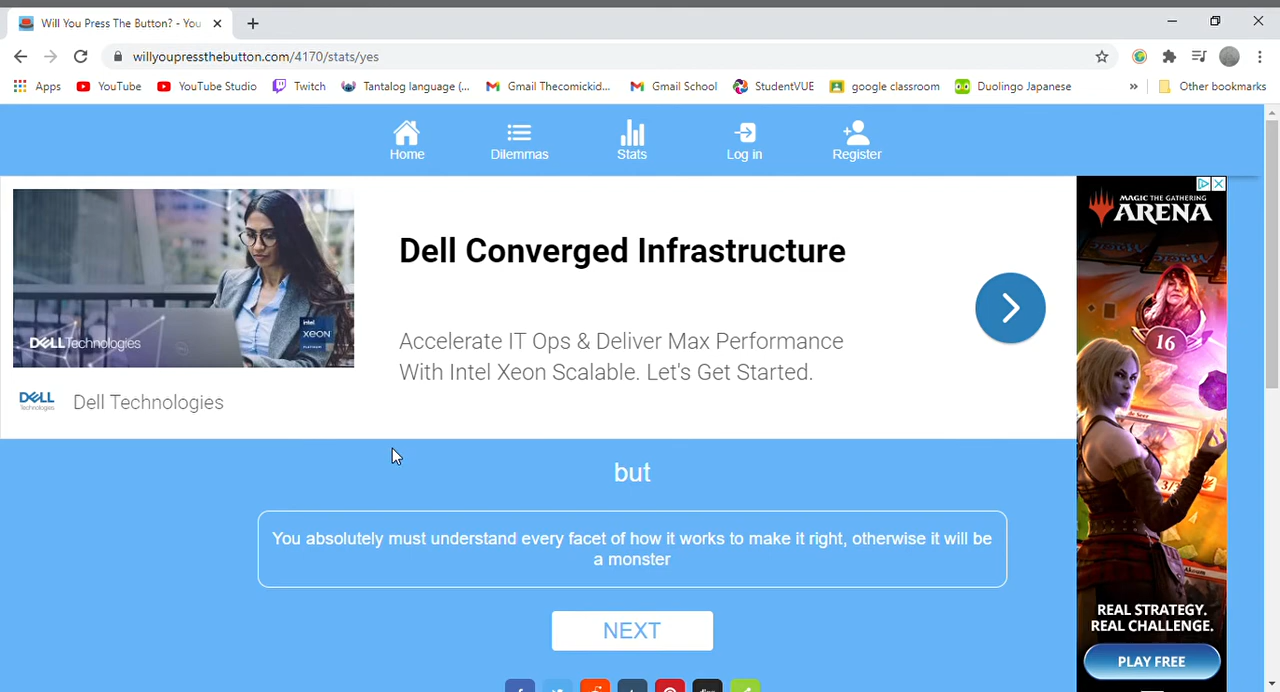 Will You Press The Button? - You
willyoupressthebutton.com/4170/stats/yes
Apps YouTube YouTube Studio Twitch Tantalog language (... Gmail Thecomickid... Gmail School StudentVUE google classroom Duolingo Japanese » Other bookmarks
Home Dilemmas Stats Log in Register
Dell Converged Infrastructure
Accelerate IT Ops & Deliver Max Performance
With Intel Xeon Scalable. Let's Get Started.
DELL Technologies
intel
XEON
PLATINUM
DELL
Technologies
Dell Technologies
MAGIC THE GATHERING
ARENA
16
3/3
REAL STRATEGY.
REAL CHALLENGE.
PLAY FREE
but
You absolutely must understand every facet of how it works to make it right, otherwise it will be
a monster
NEXT